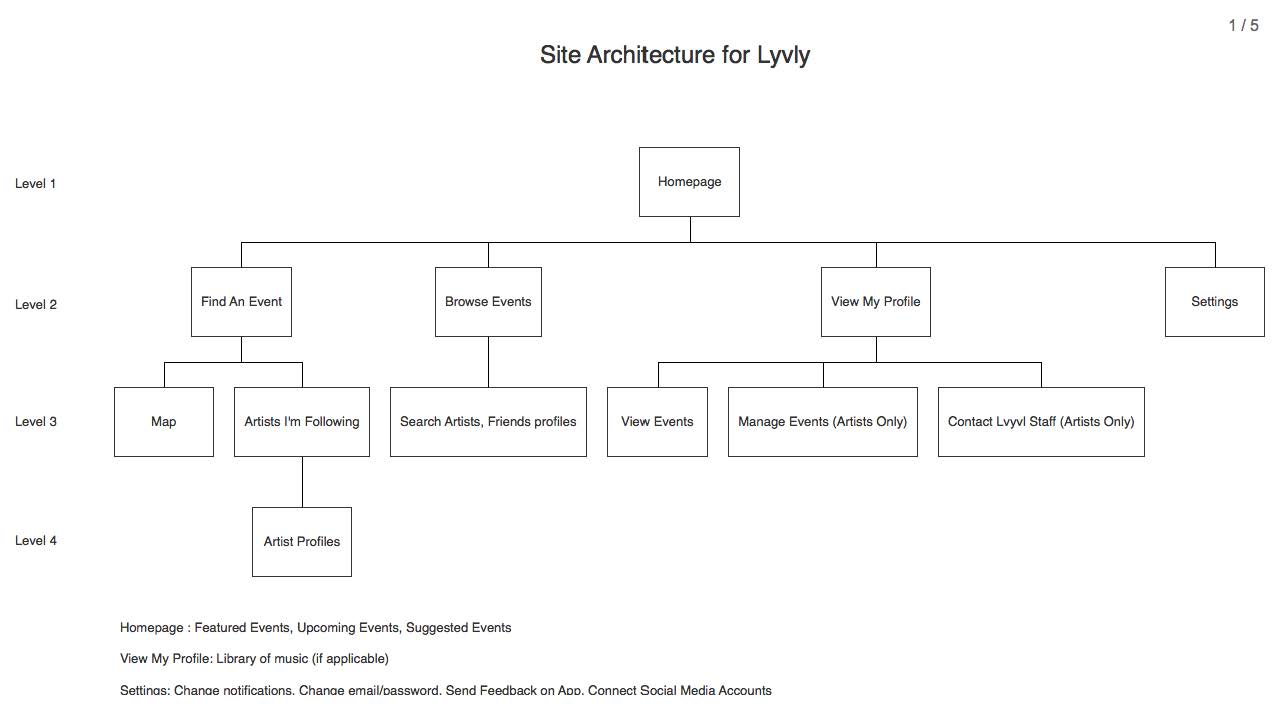 1 / 5
Site Architecture for Lyvly
Level 1
Homepage
Level 2
Find An Event
Browse Events
View My Profile
Settings
Level 3
Map
Artists I'm Following
Search Artists, Friends profiles
View Events
Manage Events (Artists Only)
Contact Lvyvl Staff (Artists Only)
Level 4
Artist Profiles
Homepage : Featured Events, Upcoming Events, Suggested Events
View My Profile: Library of music (if applicable)
Settings: Change notifications, Change email/password, Send Feedback on App, Connect Social Media Accounts